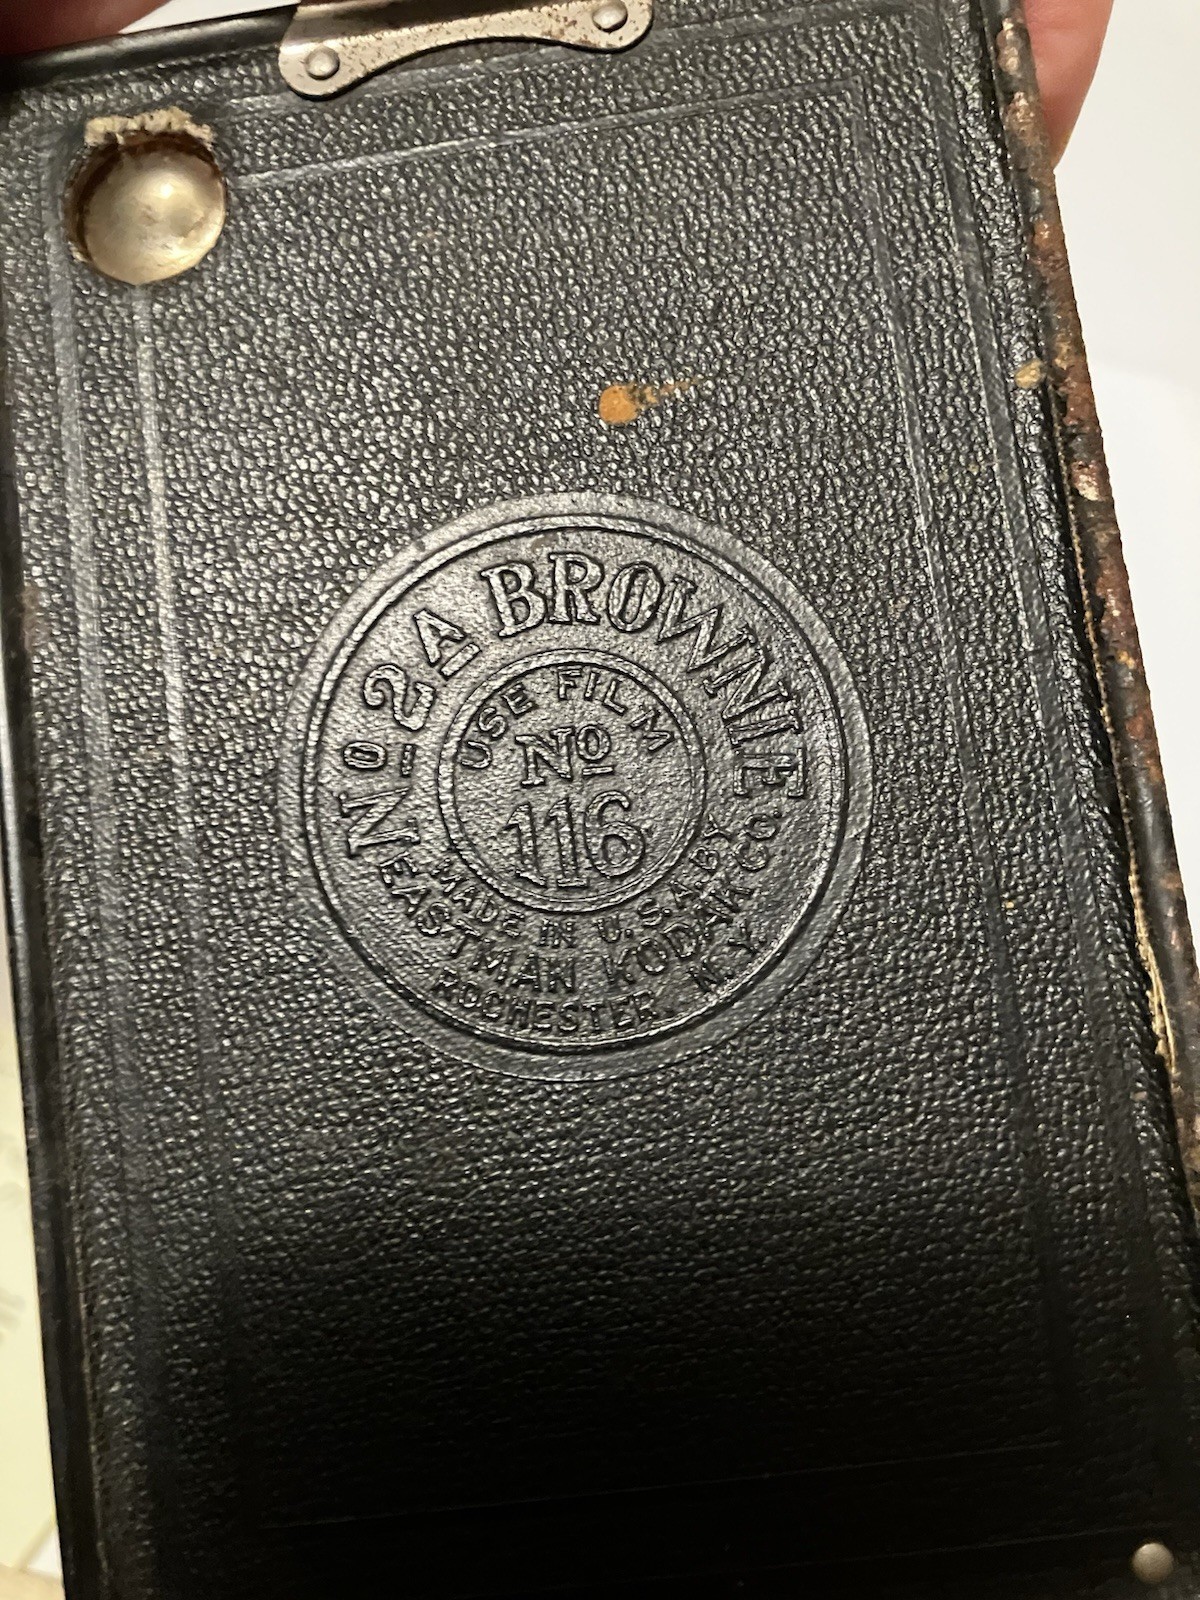 Nº 2A BROWNIE
USE FILM
Nº
116
MADE IN U.S.A. BY
EASTMAN KODAK CO.
ROCHESTER, N.Y.